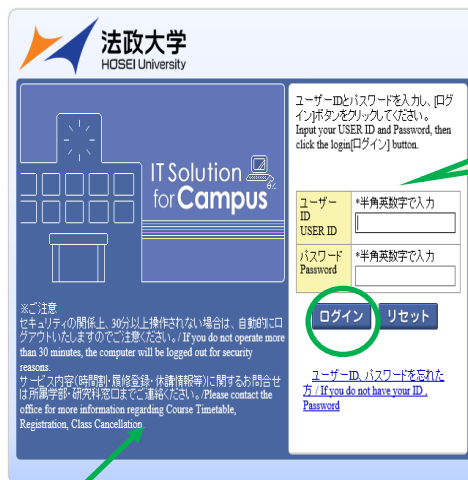 法政大学
HOSEI University
IT Solution
for Campus
※ご注意
セキュリティの関係上、30分以上操作されない場合は、自動的にロ
グアウトいたしますのでご注意ください。/ If you do not operate more
than 30 minutes, the computer will be logged out for security
reasons.
サービス内容(時間割・履修登録・休講情報等)に関するお問合せ
は所属学部・研究科窓口までご連絡ください。/Please contact the
office for more information regarding Course Timetable,
Registration, Class Cancellation
ユーザーIDとパスワードを入力し、[ログ
イン]ボタンをクリックしてください。
Input your USER ID and Password, then
click the login[ログイン] button.
ユーザー
ID
USER ID
*半角英数字で入力
パスワード
Password
*半角英数字で入力
ログイン リセット
ユーザーID、パスワードを忘れた
方 / If you do not have your ID ,
Password